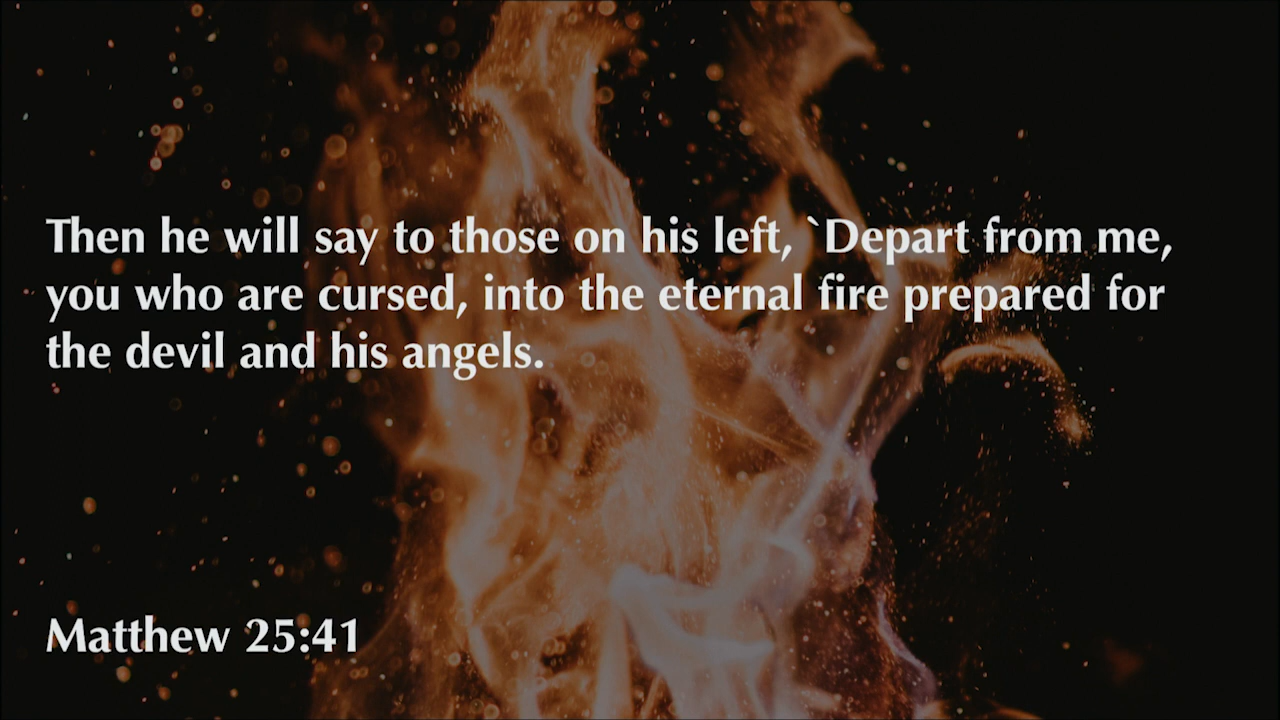 Then he will say to those on his left, `Depart from me,
you who are cursed, into the eternal fire prepared for
the devil and his angels.
Matthew 25:41